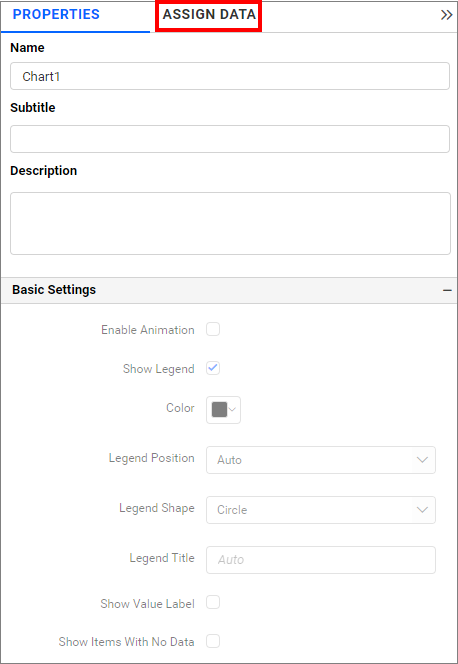 PROPERTIES ASSIGN DATA
Name
Chart1
Subtitle
Description
Basic Settings
Enable Animation
Show Legend
Color
Legend Position Auto
Legend Shape Circle
Legend Title Auto
Show Value Label
Show Items With No Data